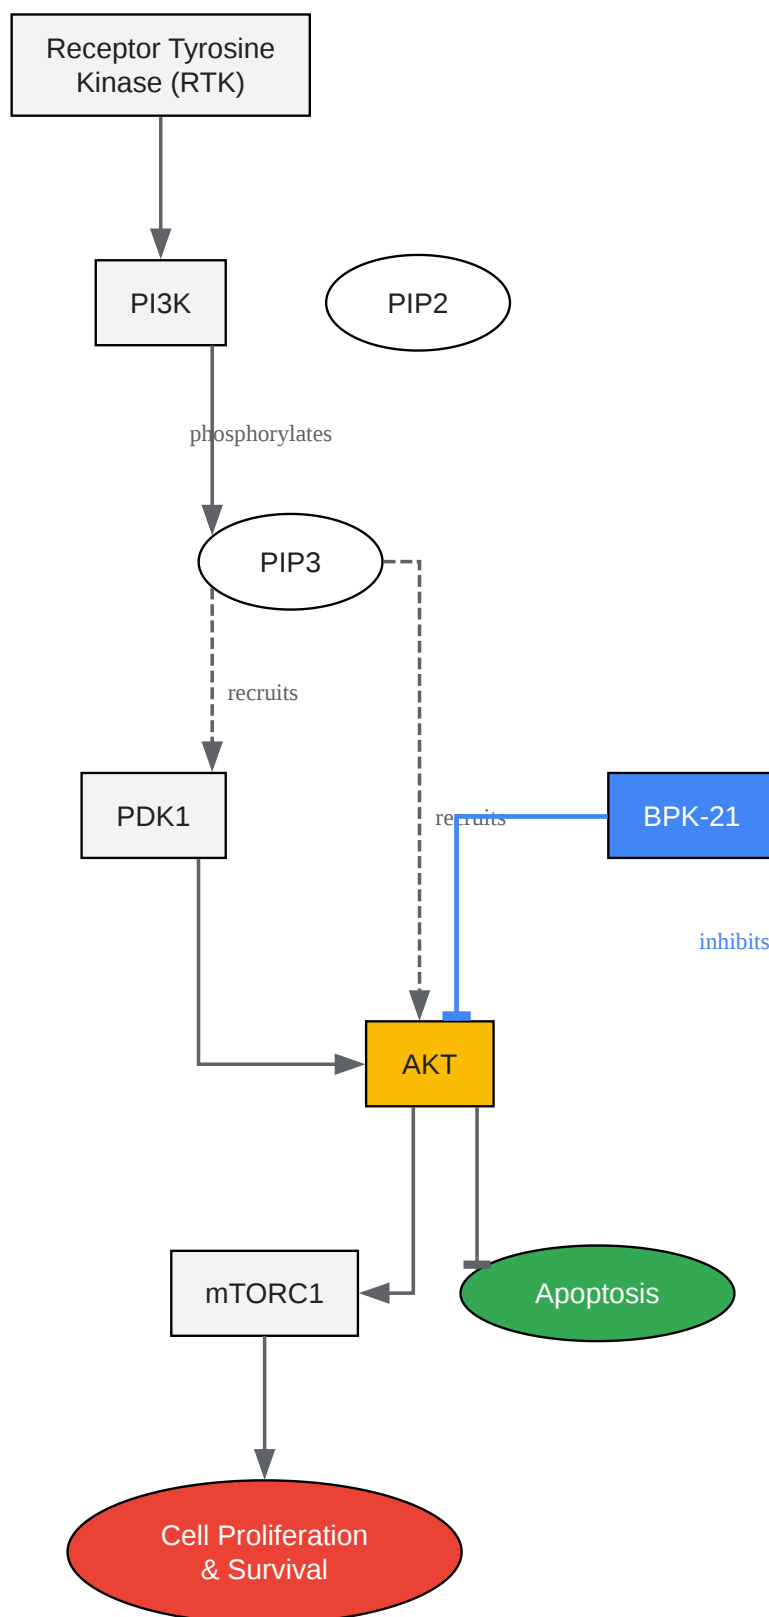 Receptor Tyrosine
Kinase (RTK)
PI3K
PIP2
phosphorylates
PIP3
recruits
PDK1
recruits
BPK-21
inhibits
AKT
mTORC1
Apoptosis
Cell Proliferation
& Survival